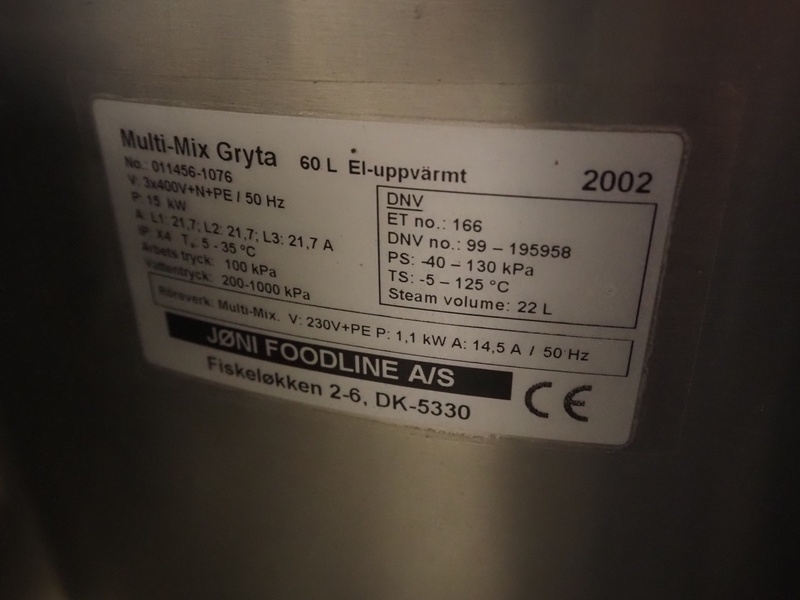 Multi-Mix Gryta 60 L El-uppvärmt 2002
No.: 011456-1076
V: 3x400V+N+PE / 50 Hz
P: 15 kW
A: L1: 21,7; L2: 21,7; L3: 21,7 A
IP: X4 T : 5 - 35 °C
Arbets tryck: 100 kPa
Vattentryck: 200-1000 kPa
DNV
ET no.: 166
DNV no.: 99 – 195958
PS: -40 – 130 kPa
TS: -5 – 125 °C
Steam volume: 22 L
Röreverk: Multi-Mix. V: 230V+PE P: 1,1 kW A: 14,5 A / 50 Hz
JØNI FOODLINE A/S
Fiskeløkken 2-6, DK-5330
CE